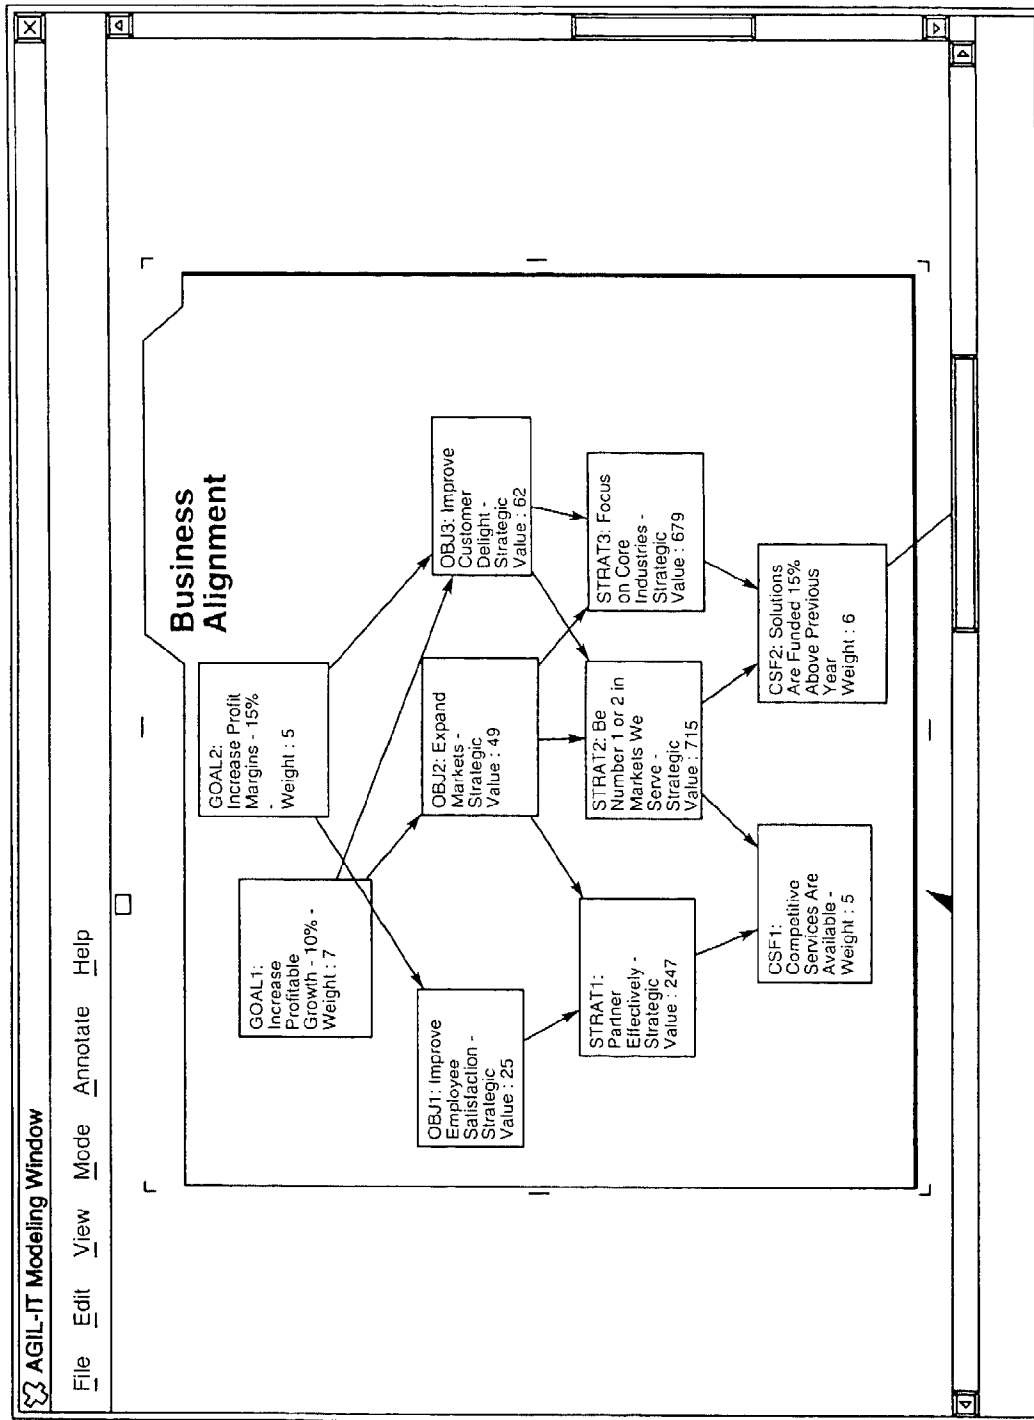 AGIL-IT Modeling Window
File Edit View Mode Annotate Help
Business
Alignment
GOAL1:
Increase
Profitable
Growth - 10% -
Weight : 7
GOAL2:
Increase Profit
Margins - 15%
-
Weight : 5
OBJ1: Improve
Employee
Satisfaction -
Strategic
Value : 25
OBJ2: Expand
Markets -
Strategic
Value : 49
OBJ3: Improve
Customer
Delight -
Strategic
Value : 62
STRAT1:
Partner
Effectively -
Strategic
Value : 247
STRAT2: Be
Number 1 or 2 in
Markets We
Serve -
Strategic
Value : 715
STRAT3: Focus
on Core
Industries -
Strategic
Value : 679
CSF1:
Competitive
Services Are
Available -
Weight : 5
CSF2: Solutions
Are Funded 15%
Above Previous
Year
Weight : 6